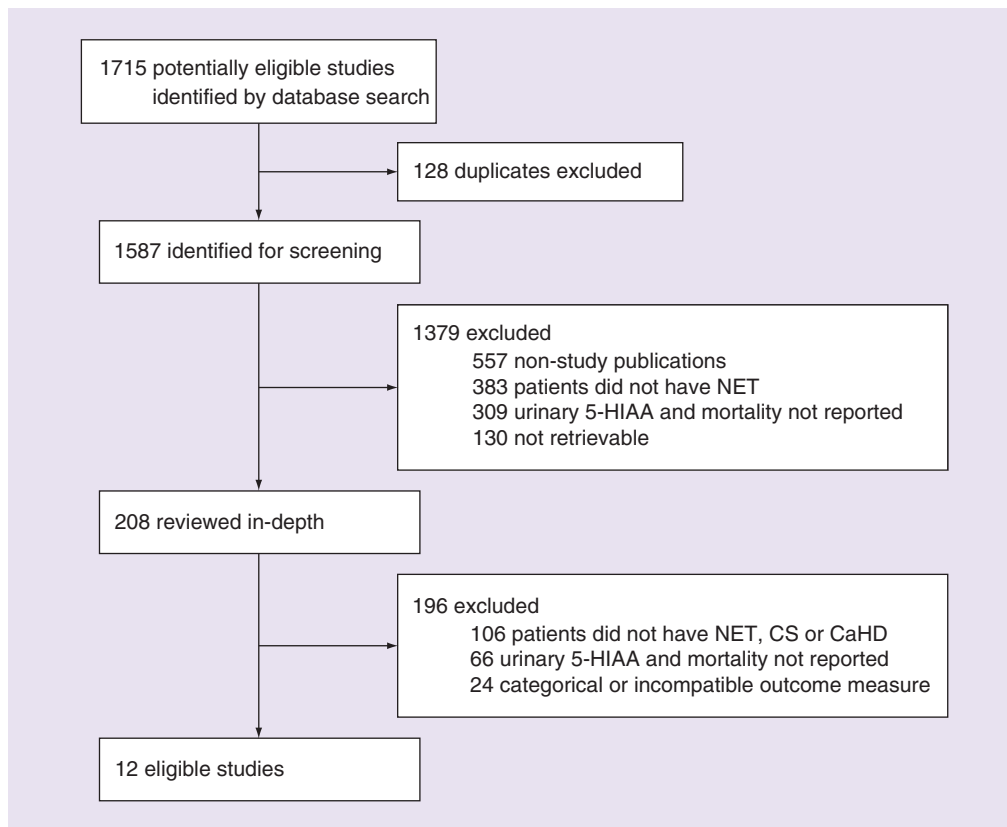 1715 potentially eligible studies
identified by database search
128 duplicates excluded
1587 identified for screening
1379 excluded
557 non-study publications
383 patients did not have NET
309 urinary 5-HIAA and mortality not reported
130 not retrievable
208 reviewed in-depth
196 excluded
106 patients did not have NET, CS or CaHD
66 urinary 5-HIAA and mortality not reported
24 categorical or incompatible outcome measure
12 eligible studies